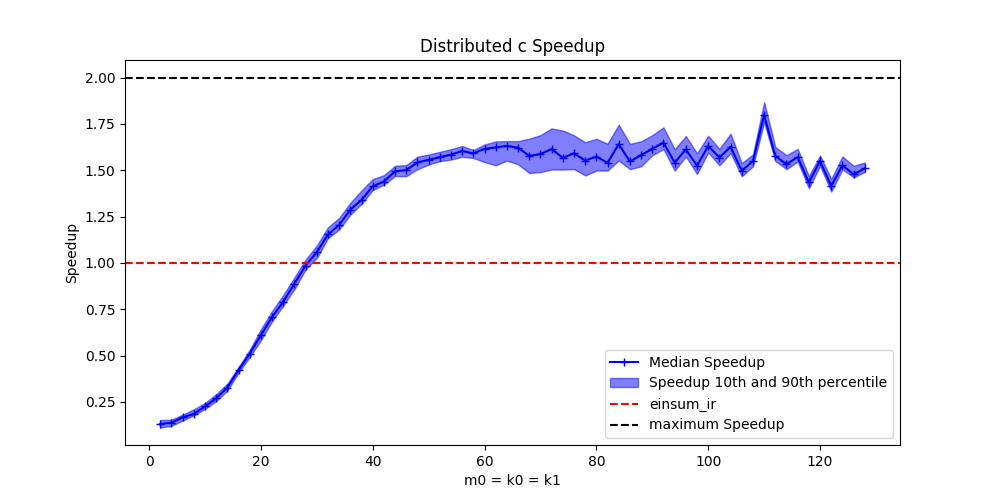 Distributed c Speedup
Speedup
2.00
1.75
1.50
1.25
1.00
0.75
0.50
0.25
Median Speedup
Speedup 10th and 90th percentile
einsum_ir
maximum Speedup
0 20 40 60 80 100 120
m0 = k0 = k1